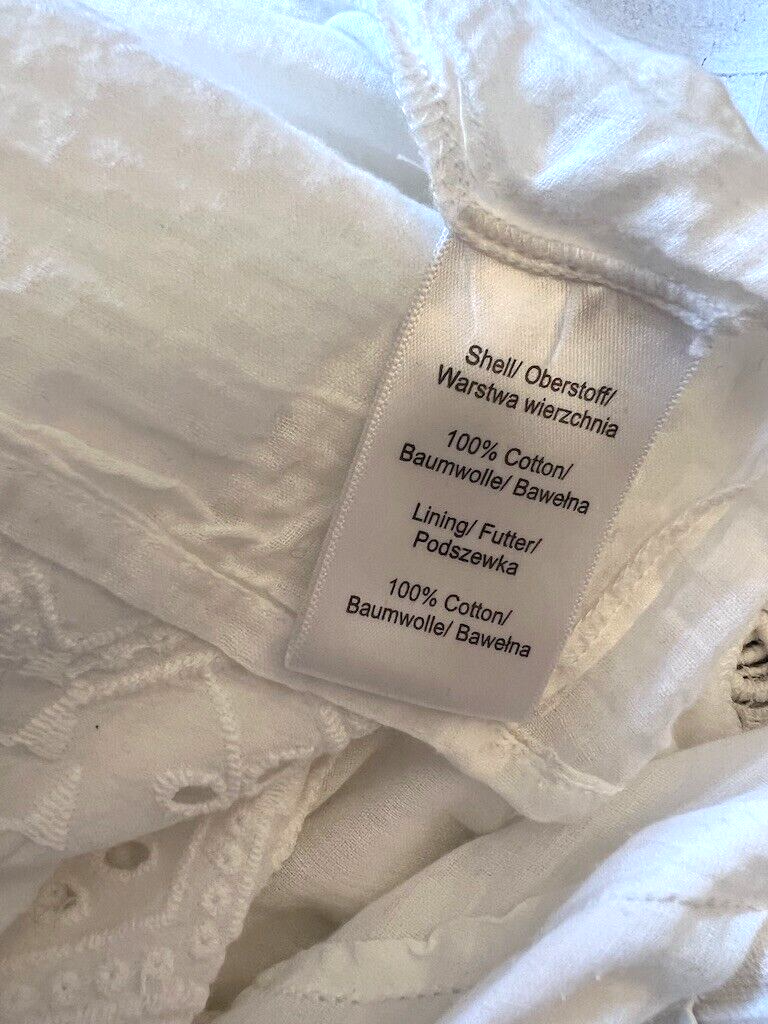 Shell/ Oberstoff/
Warstwa wierzchnia
100% Cotton/
Baumwolle/ Bawełna
Lining/ Futter/
Podszewka
100% Cotton/
Baumwolle/ Bawełna